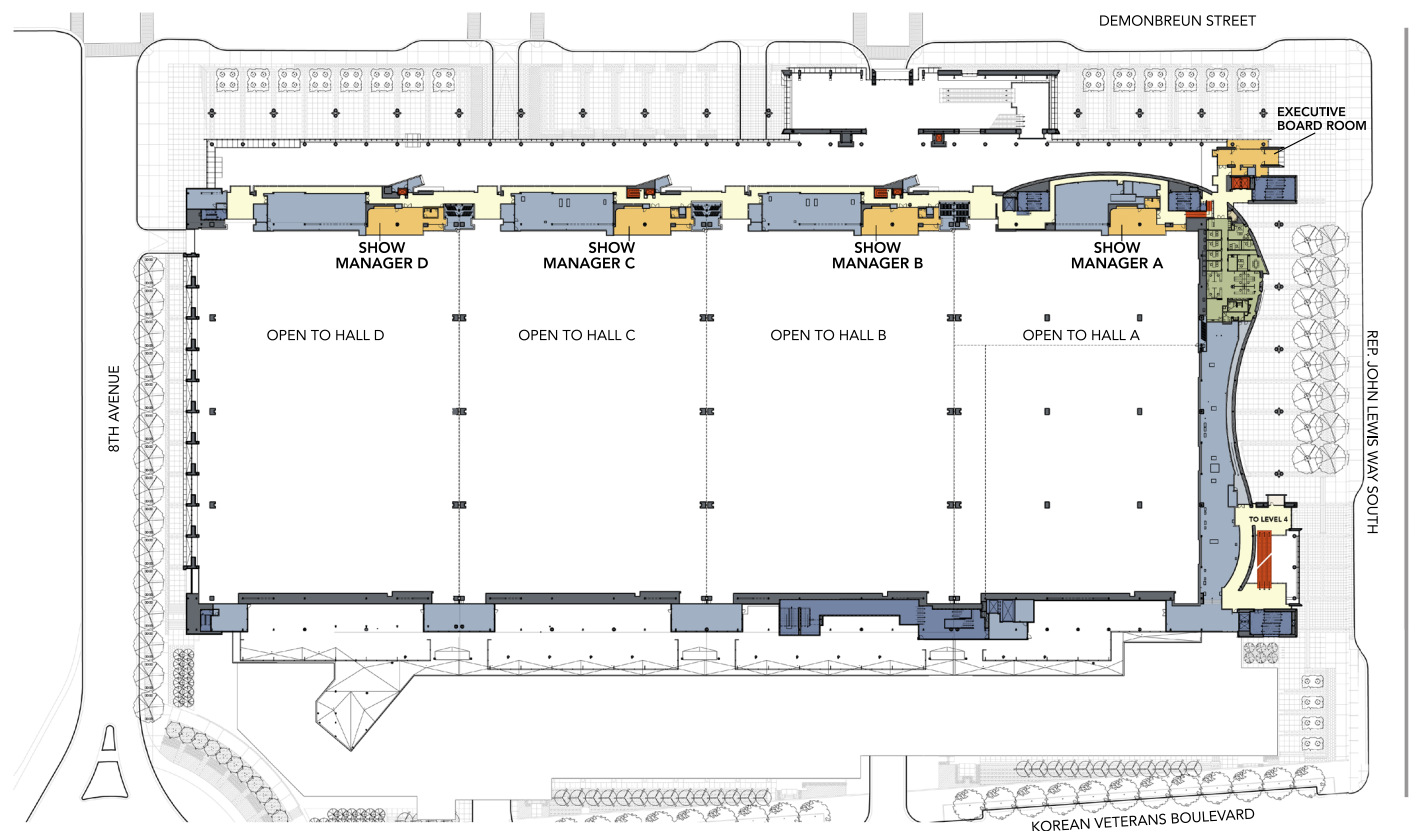 DEMONBREUN STREET
EXECUTIVE
BOARD ROOM
SHOW
MANAGER D
SHOW
MANAGER C
SHOW
MANAGER B
SHOW
MANAGER A
OPEN TO HALL D
OPEN TO HALL C
OPEN TO HALL B
OPEN TO HALL A
8TH AVENUE
REP. JOHN LEWIS WAY SOUTH
TO LEVEL 4
KOREAN VETERANS BOULEVARD